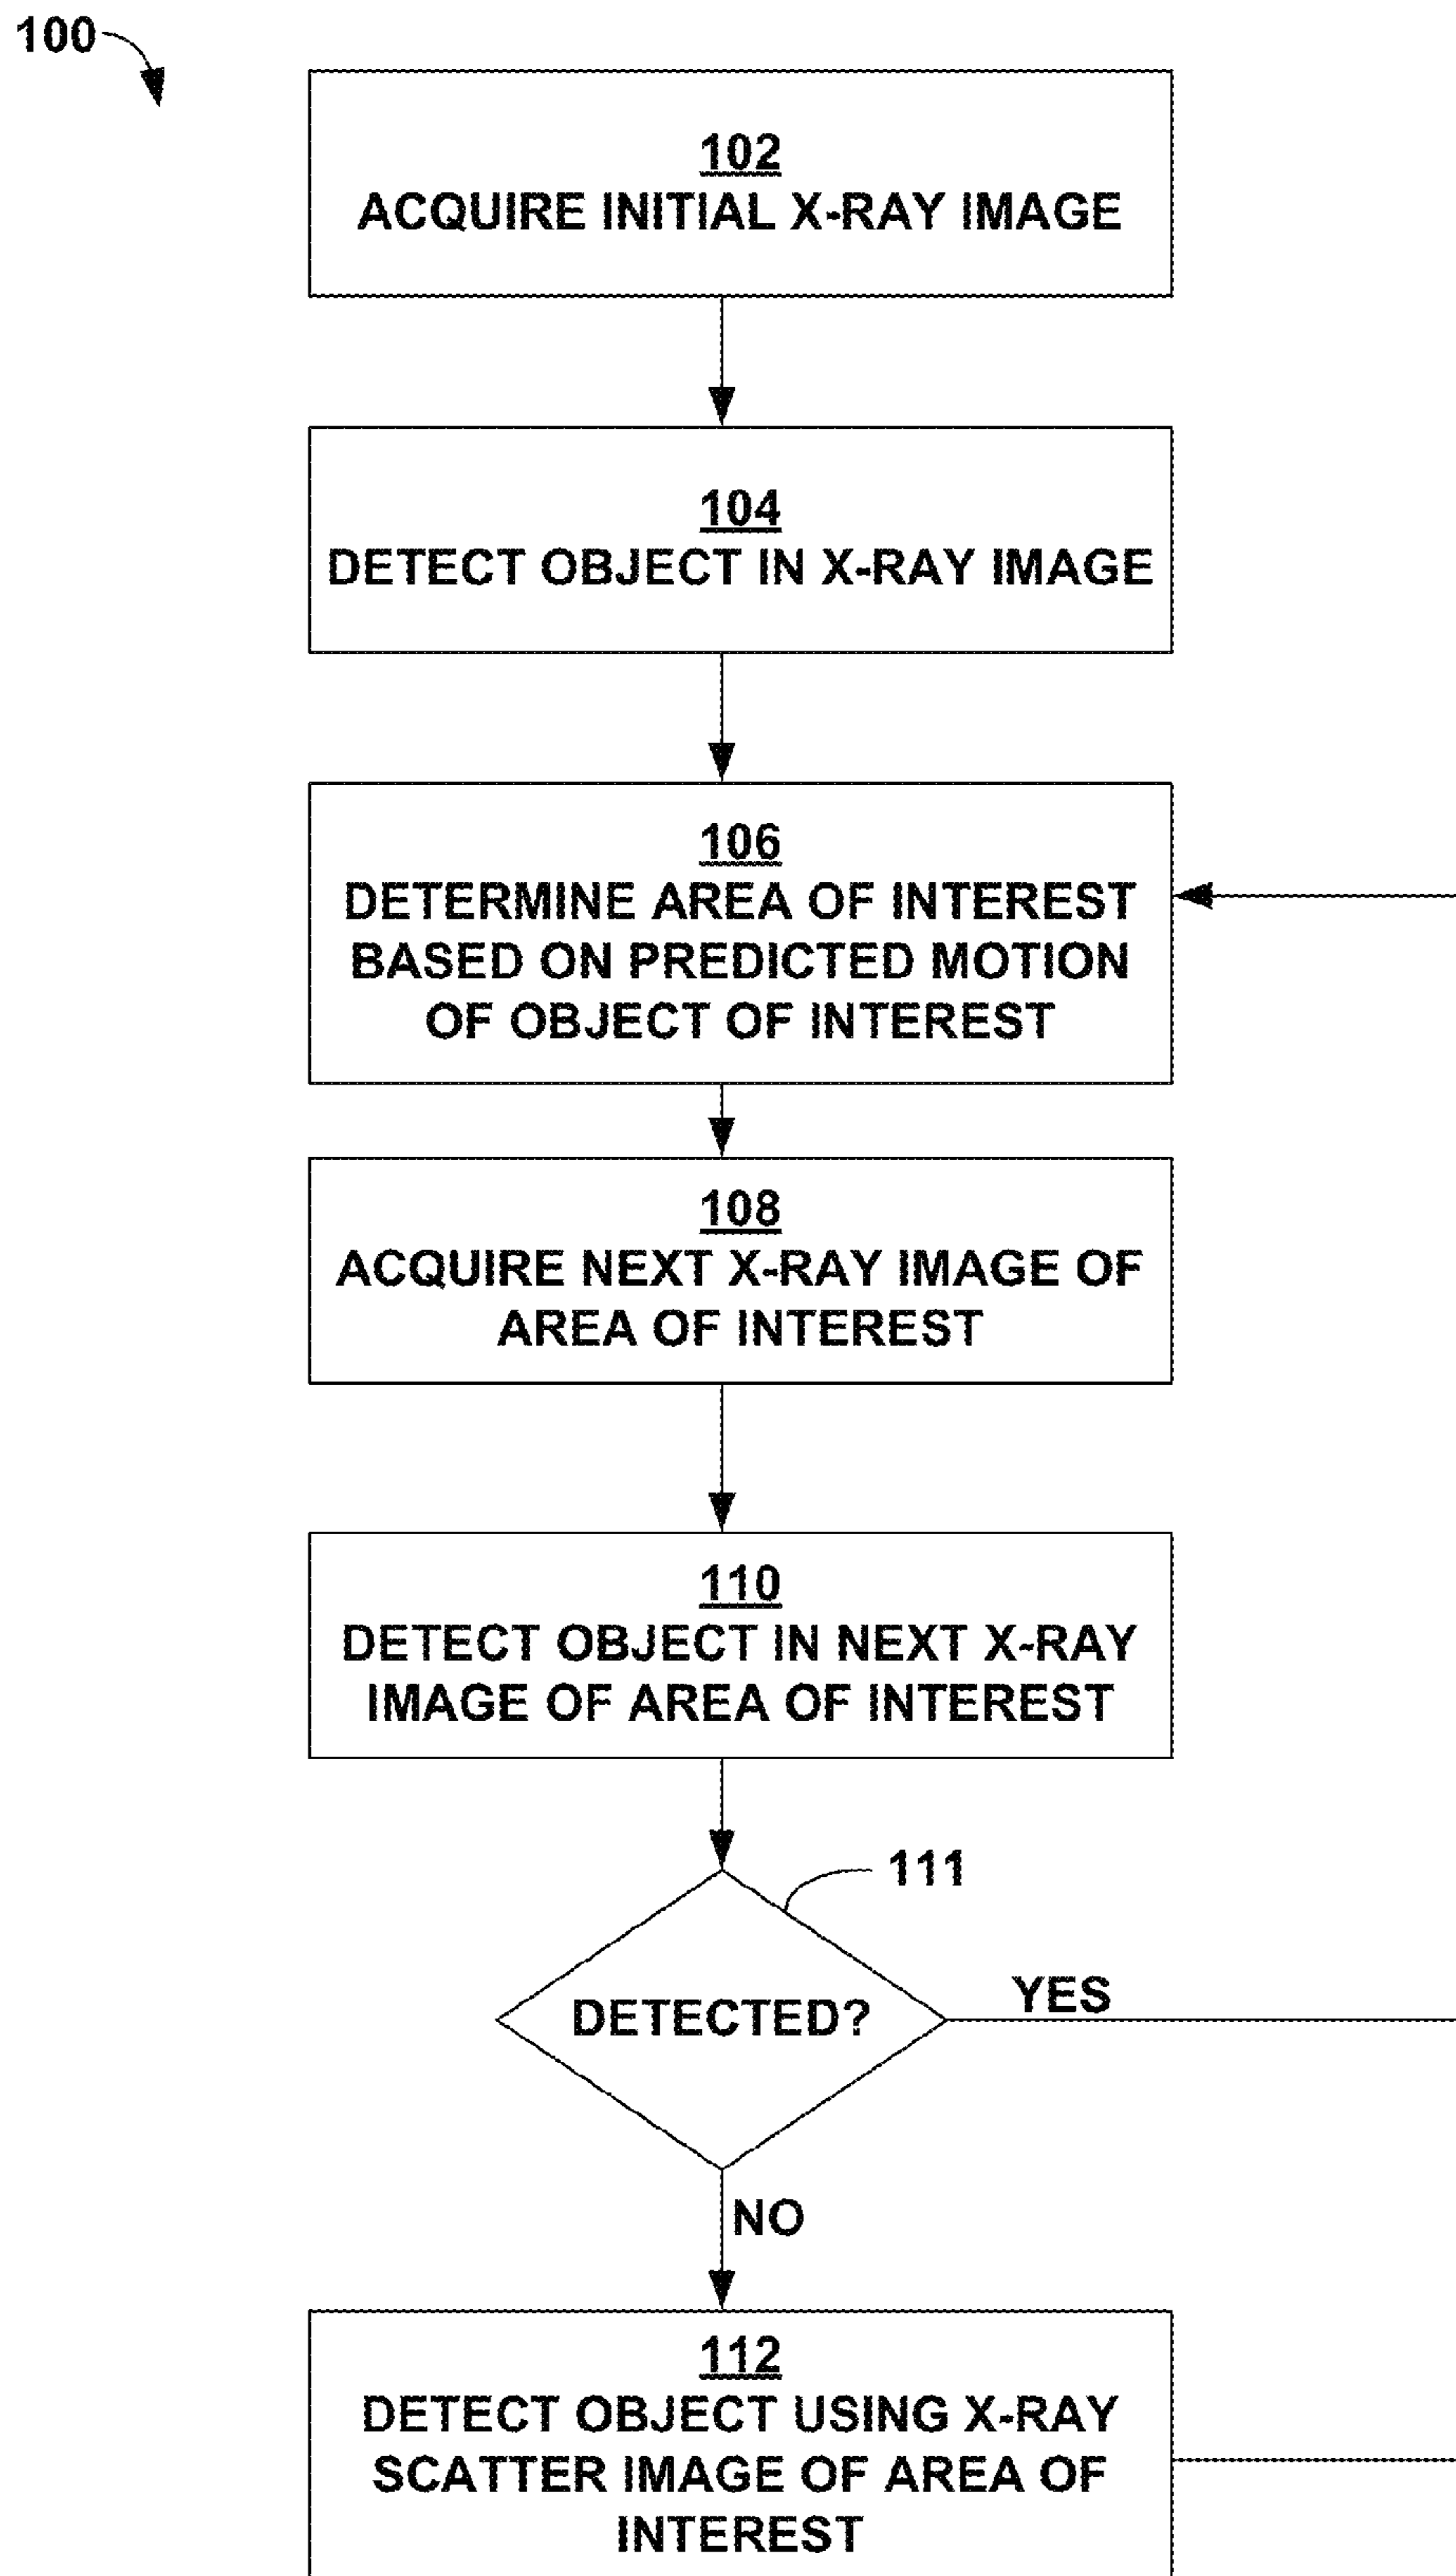 100
102
ACQUIRE INITIAL X-RAY IMAGE
104
DETECT OBJECT IN X-RAY IMAGE
106
DETERMINE AREA OF INTEREST
BASED ON PREDICTED MOTION
OF OBJECT OF INTEREST
108
ACQUIRE NEXT X-RAY IMAGE OF
AREA OF INTEREST
110
DETECT OBJECT IN NEXT X-RAY
IMAGE OF AREA OF INTEREST
111
DETECTED?
YES
NO
112
DETECT OBJECT USING X-RAY
SCATTER IMAGE OF AREA OF
INTEREST